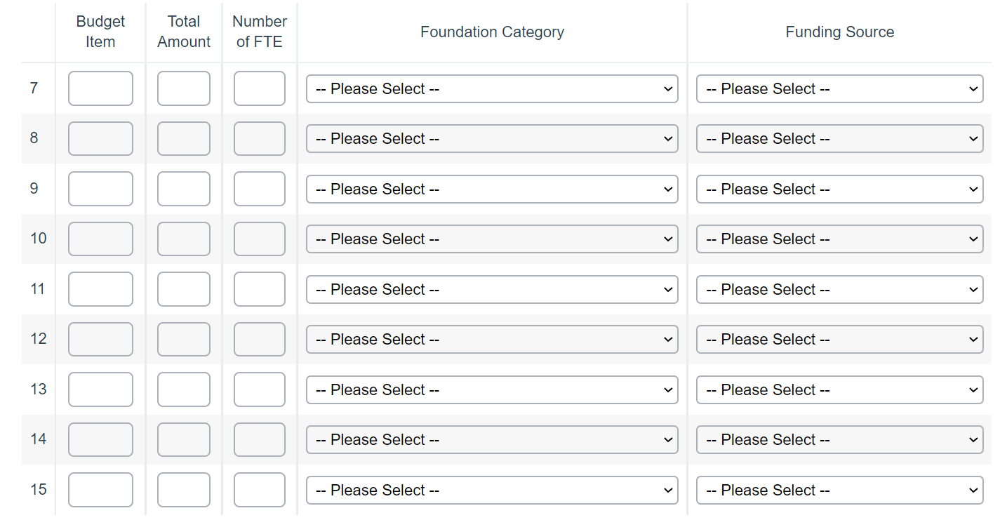 Budget Item Total Amount Number of FTE Foundation Category Funding Source
7 -- Please Select -- -- Please Select --
8 -- Please Select -- -- Please Select --
9 -- Please Select -- -- Please Select --
10 -- Please Select -- -- Please Select --
11 -- Please Select -- -- Please Select --
12 -- Please Select -- -- Please Select --
13 -- Please Select -- -- Please Select --
14 -- Please Select -- -- Please Select --
15 -- Please Select -- -- Please Select --